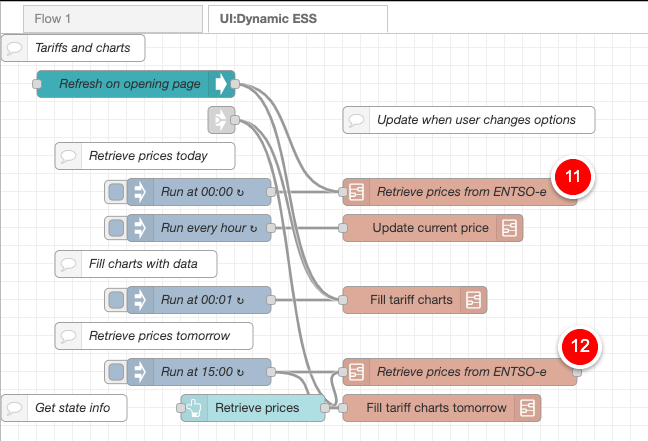 Flow 1
UI:Dynamic ESS
Tariffs and charts
Refresh on opening page
Update when user changes options
Retrieve prices today
11
Run at 00:00 ↻
Retrieve prices from ENTSO-e
Run every hour ↻
Update current price
Fill charts with data
Run at 00:01 ↻
Fill tariff charts
Retrieve prices tomorrow
12
Run at 15:00 ↻
Retrieve prices from ENTSO-e
Get state info
Retrieve prices
Fill tariff charts tomorrow